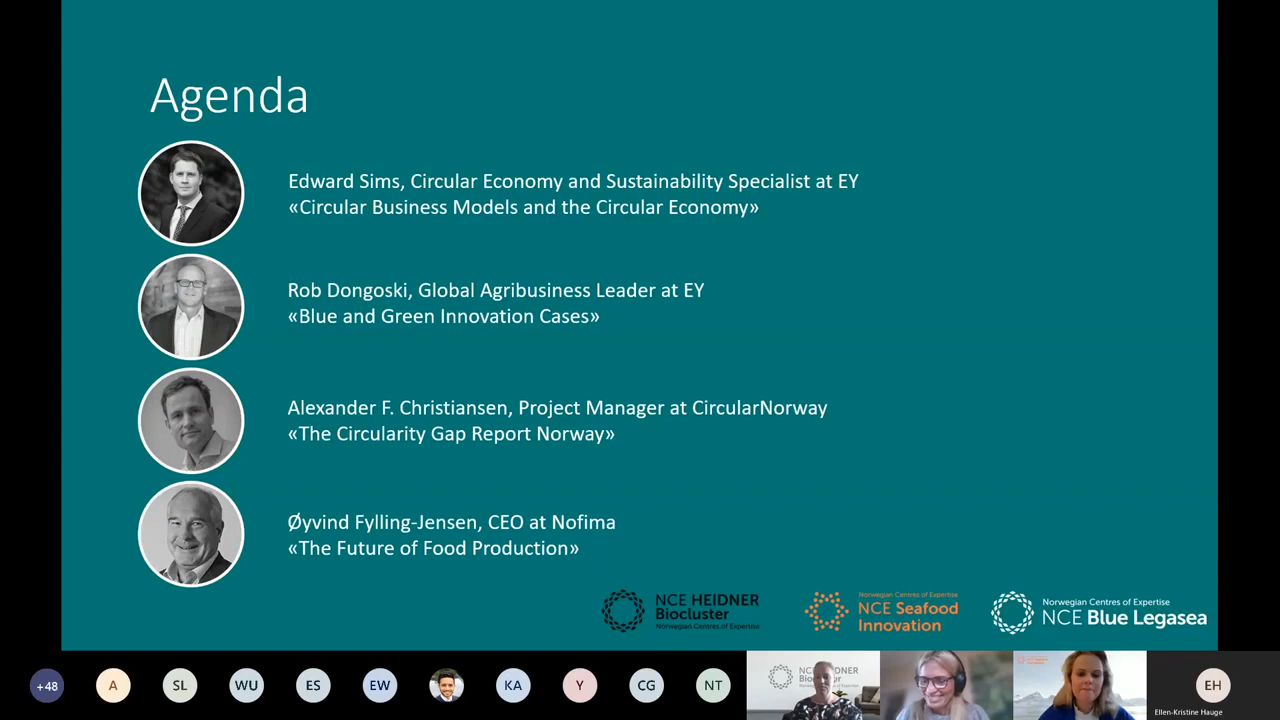 Agenda
Edward Sims, Circular Economy and Sustainability Specialist at EY
«Circular Business Models and the Circular Economy»
Rob Dongoski, Global Agribusiness Leader at EY
«Blue and Green Innovation Cases»
Alexander F. Christiansen, Project Manager at CircularNorway
«The Circularity Gap Report Norway»
Øyvind Fylling-Jensen, CEO at Nofima
«The Future of Food Production»
NCE HEIDNER
Biocluster
Norwegian Centres of Expertise
Norwegian Centres of Expertise
NCE Seafood
Innovation
Norwegian Centres of Expertise
NCE Blue Legasea
+48
A
SL
WU
ES
EW
KA
Y
CG
NT
EH
Ellen-Kristine Hauge